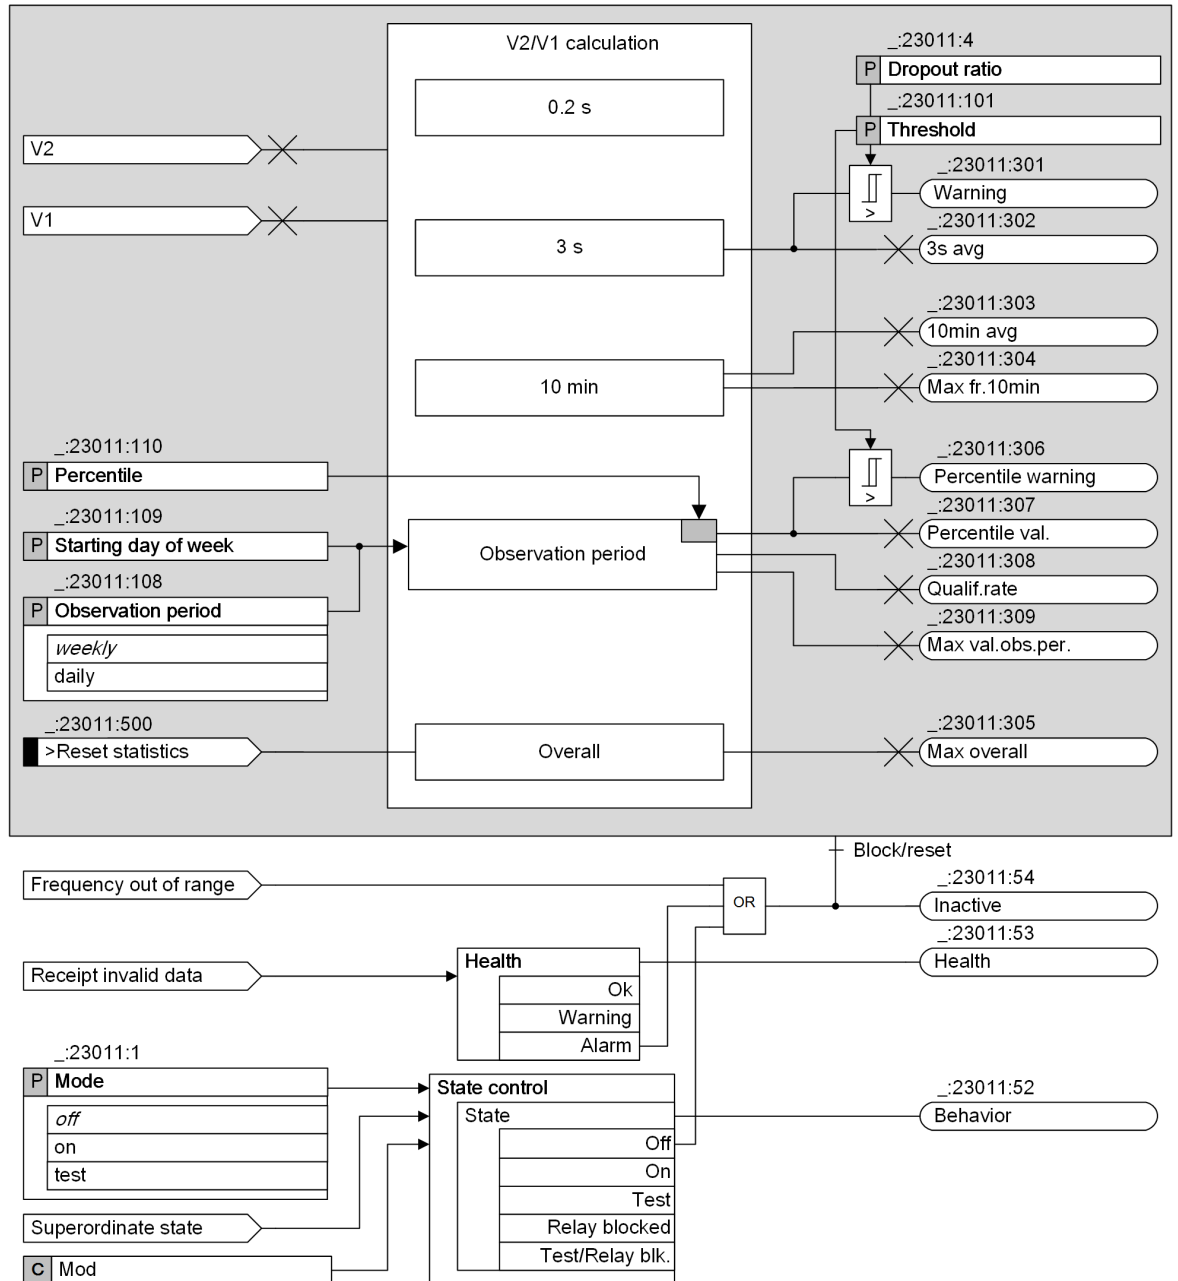 V2/V1 calculation
_:23011:4
P Dropout ratio
0.2 s
_:23011:101
P Threshold
V2
_:23011:301
Warning
>
V1
_:23011:302
3 s
3s avg
_:23011:303
10min avg
_:23011:304
10 min
Max fr.10min
_:23011:110
P Percentile
_:23011:306
Percentile warning
>
_:23011:109
P Starting day of week
_:23011:307
Percentile val.
Observation period
_:23011:308
Qualif.rate
_:23011:108
P Observation period
weekly
daily
_:23011:309
Max val.obs.per.
_:23011:500
>Reset statistics
Overall
_:23011:305
Max overall
Block/reset
Frequency out of range
OR
_:23011:54
Inactive
_:23011:53
Health
Receipt invalid data
Health
Ok
Warning
Alarm
_:23011:1
P Mode
off
on
test
State control
State
Off
On
Test
Relay blocked
Test/Relay blk.
_:23011:52
Behavior
Superordinate state
C Mod